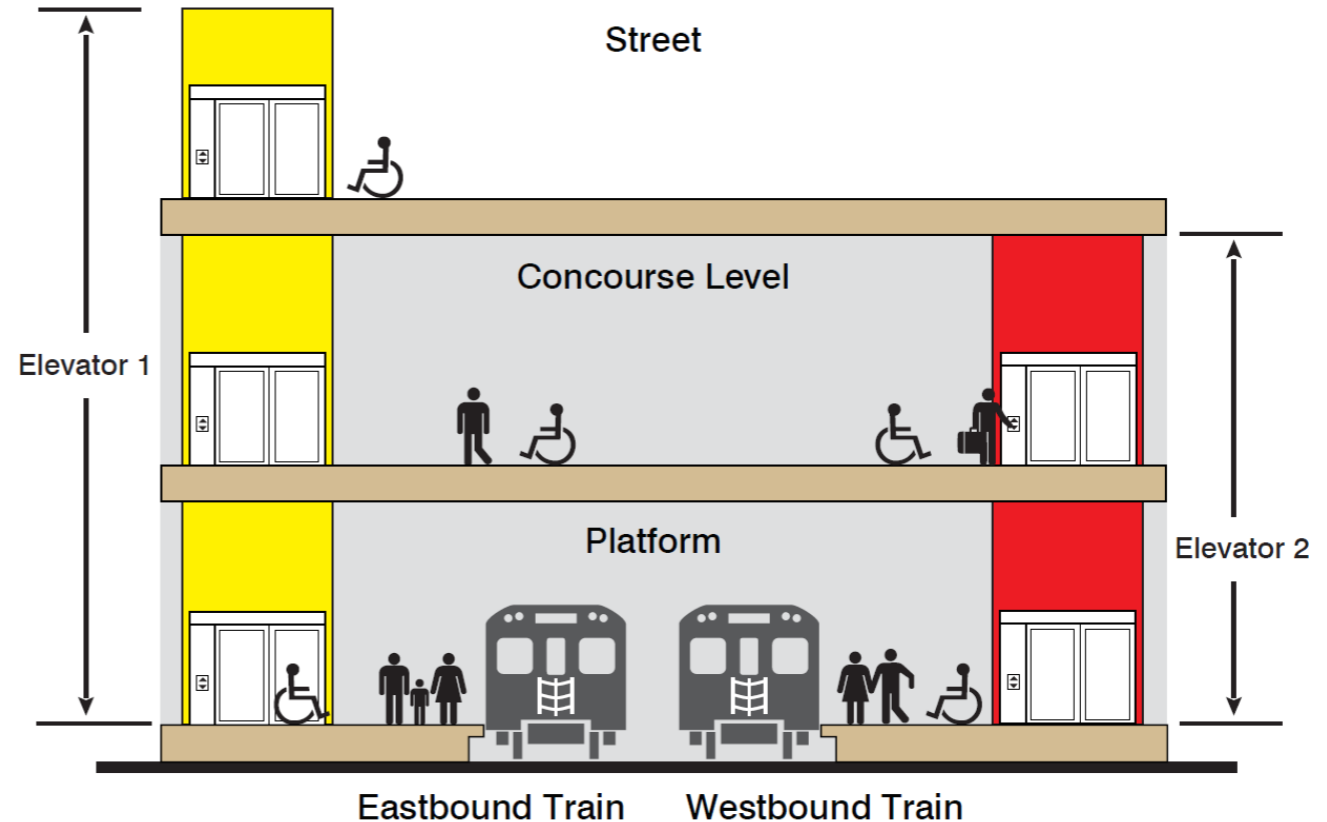 Street
Concourse Level
Elevator 1
Platform
Elevator 2
Eastbound Train
Westbound Train